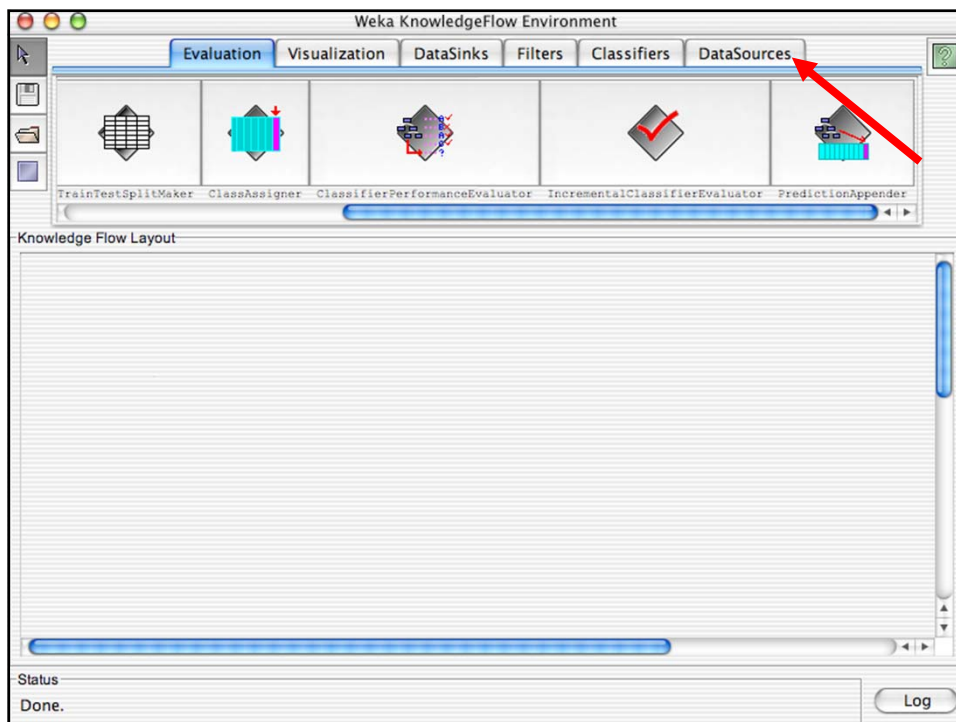 Weka KnowledgeFlow Environment
Evaluation Visualization DataSinks Filters Classifiers DataSources
TrainTestSplitMaker ClassAssigner ClassifierPerformanceEvaluator IncrementalClassifierEvaluator PredictionAppender
Knowledge Flow Layout
Status
Done.
Log